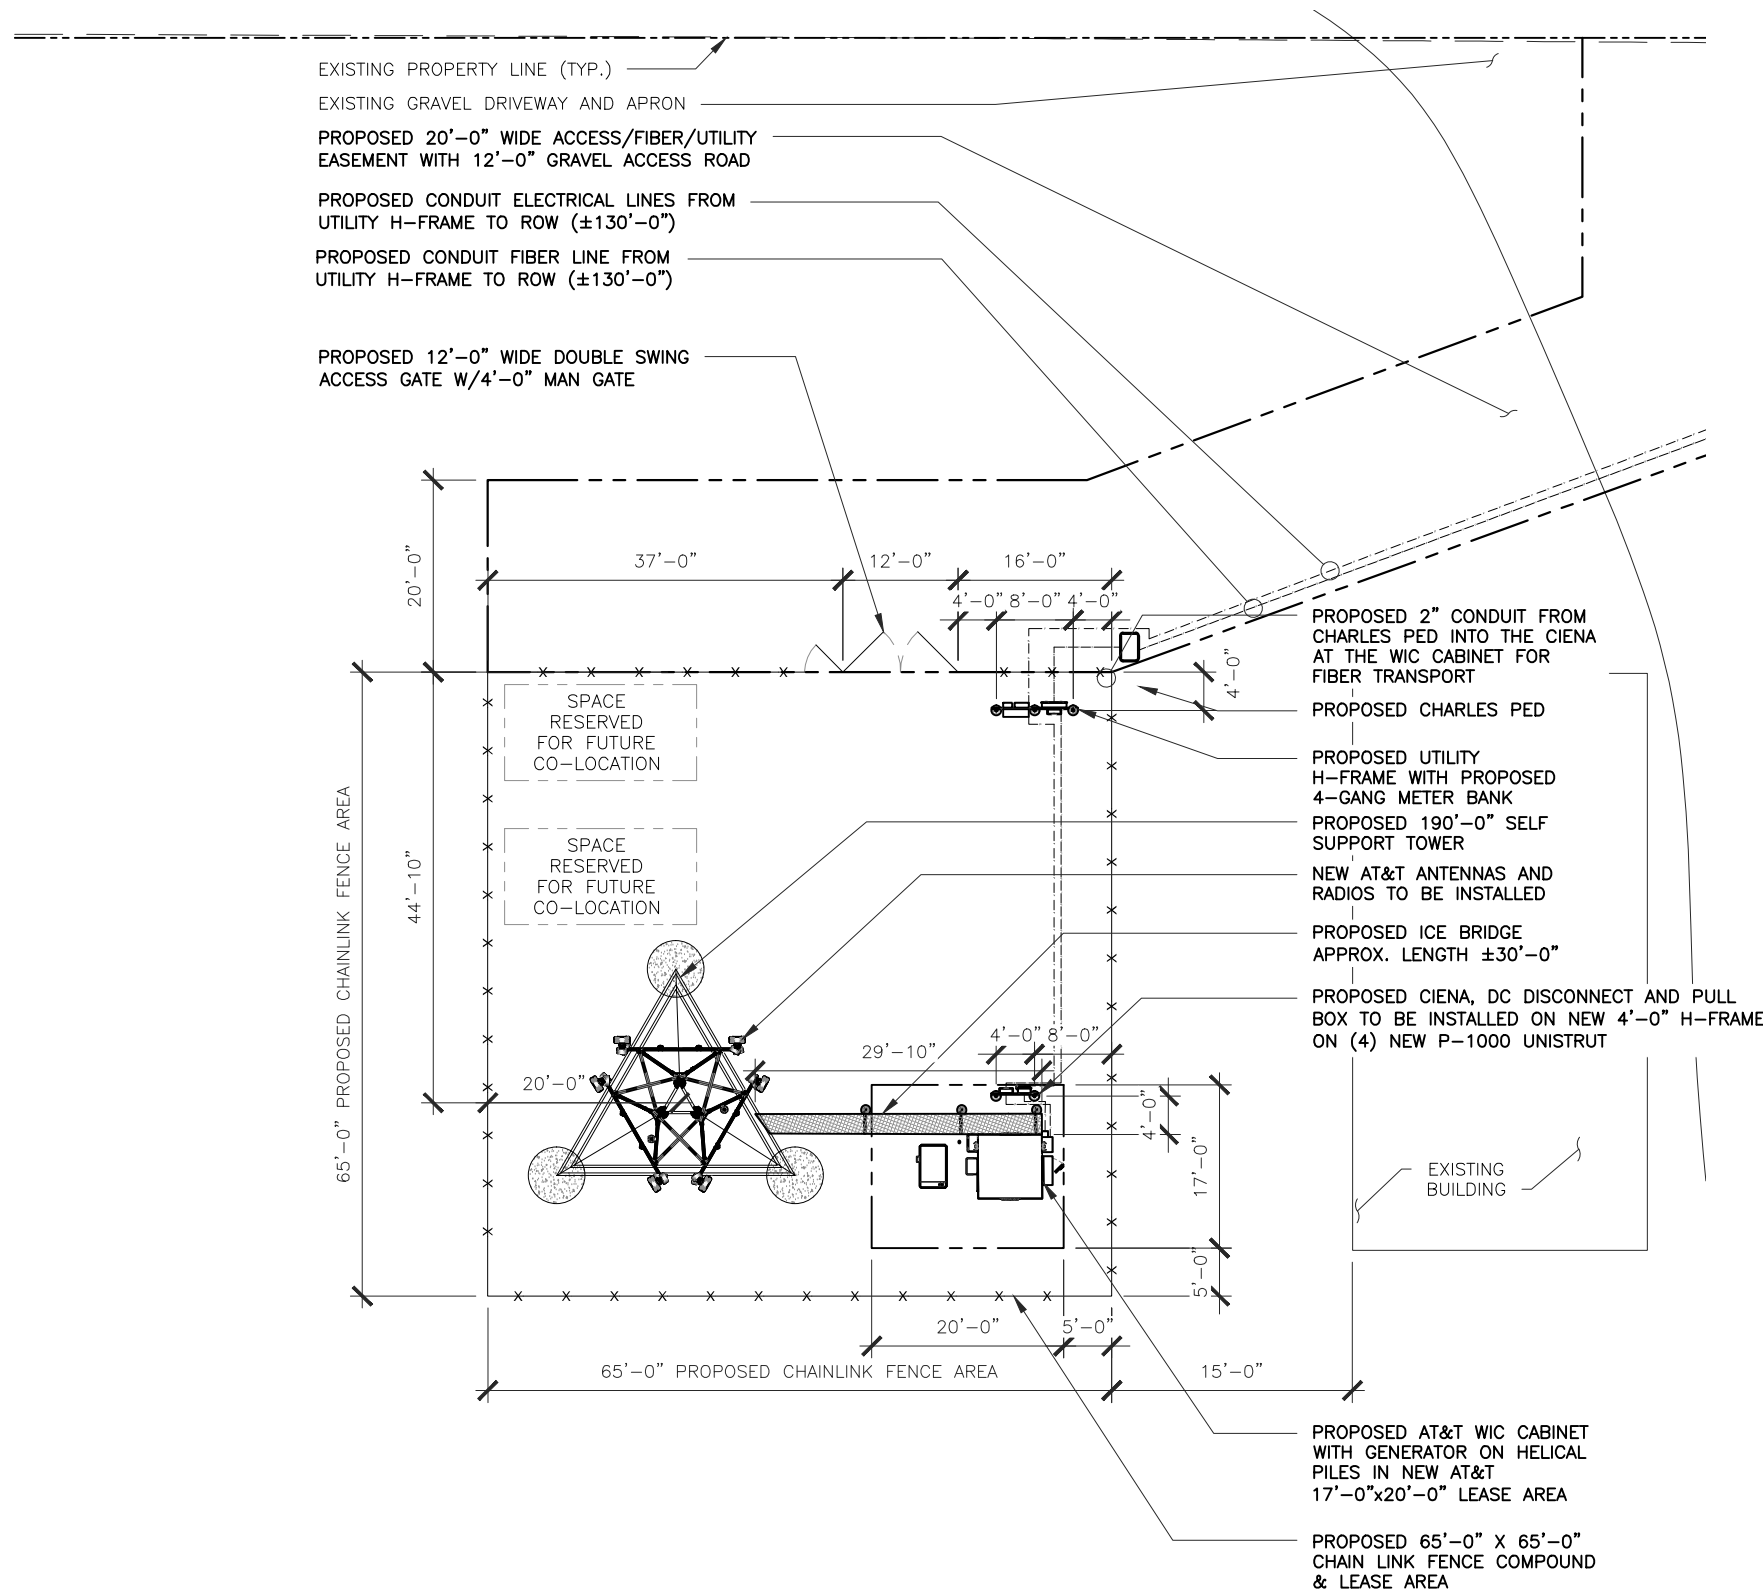 EXISTING PROPERTY LINE (TYP.)
EXISTING GRAVEL DRIVEWAY AND APRON
PROPOSED 20'-0" WIDE ACCESS/FIBER/UTILITY
EASEMENT WITH 12'-0" GRAVEL ACCESS ROAD
PROPOSED CONDUIT ELECTRICAL LINES FROM
UTILITY H-FRAME TO ROW (±130'-0")
PROPOSED CONDUIT FIBER LINE FROM
UTILITY H-FRAME TO ROW (±130'-0")
PROPOSED 12'-0" WIDE DOUBLE SWING
ACCESS GATE W/4'-0" MAN GATE
20'-0"
37'-0"
12'-0"
16'-0"
4'-0"
8'-0"
4'-0"
4'-0"
PROPOSED 2" CONDUIT FROM
CHARLES PED INTO THE CIENA
AT THE WIC CABINET FOR
FIBER TRANSPORT
PROPOSED CHARLES PED
PROPOSED UTILITY
H-FRAME WITH PROPOSED
4-GANG METER BANK
PROPOSED 190'-0" SELF
SUPPORT TOWER
NEW AT&T ANTENNAS AND
RADIOS TO BE INSTALLED
PROPOSED ICE BRIDGE
APPROX. LENGTH ±30'-0"
PROPOSED CIENA, DC DISCONNECT AND PULL
BOX TO BE INSTALLED ON NEW 4'-0" H-FRAME
ON (4) NEW P-1000 UNISTRUT
SPACE
RESERVED
FOR FUTURE
CO-LOCATION
SPACE
RESERVED
FOR FUTURE
CO-LOCATION
65'-0" PROPOSED CHAINLINK FENCE AREA
44'-10"
20'-0"
29'-10"
4'-0"
8'-0"
4'-0"
17'-0"
5'-0"
EXISTING
BUILDING
20'-0"
5'-0"
65'-0" PROPOSED CHAINLINK FENCE AREA
15'-0"
PROPOSED AT&T WIC CABINET
WITH GENERATOR ON HELICAL
PILES IN NEW AT&T
17'-0"x20'-0" LEASE AREA
PROPOSED 65'-0" X 65'-0"
CHAIN LINK FENCE COMPOUND
& LEASE AREA